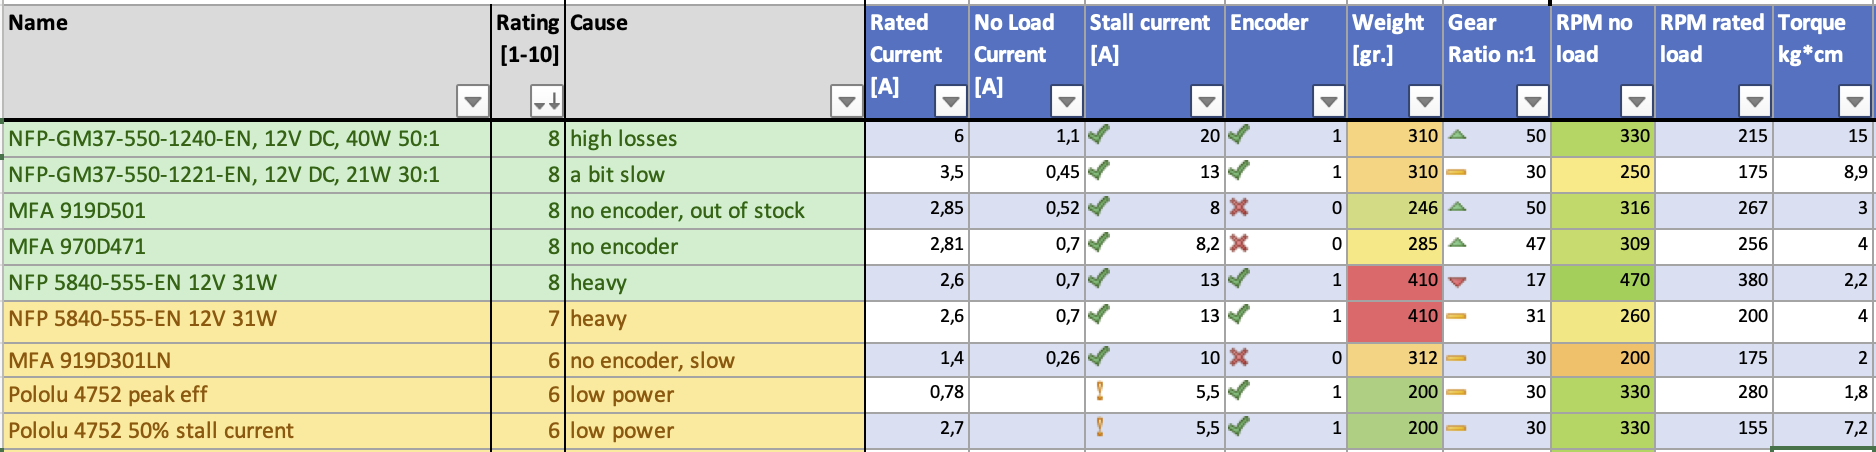 Name Rating [1-10] Cause Rated Current [A] No Load Current [A] Stall current [A] Encoder Weight [gr.] Gear Ratio n:1 RPM no load RPM rated load Torque kg*cm
NFP-GM37-550-1240-EN, 12V DC, 40W 50:1 8 high losses 6 1,1 20 1 310 50 330 215 15
NFP-GM37-550-1221-EN, 12V DC, 21W 30:1 8 a bit slow 3,5 0,45 13 1 310 30 250 175 8,9
MFA 919D501 8 no encoder, out of stock 2,85 0,52 8 0 246 50 316 267 3
MFA 970D471 8 no encoder 2,81 0,7 8,2 0 285 47 309 256 4
NFP 5840-555-EN 12V 31W 8 heavy 2,6 0,7 13 1 410 17 470 380 2,2
NFP 5840-555-EN 12V 31W 7 heavy 2,6 0,7 13 1 410 31 260 200 4
MFA 919D301LN 6 no encoder, slow 1,4 0,26 10 0 312 30 200 175 2
Pololu 4752 peak eff 6 low power 0,78 5,5 1 200 30 330 280 1,8
Pololu 4752 50% stall current 6 low power 2,7 5,5 1 200 30 330 155 7,2